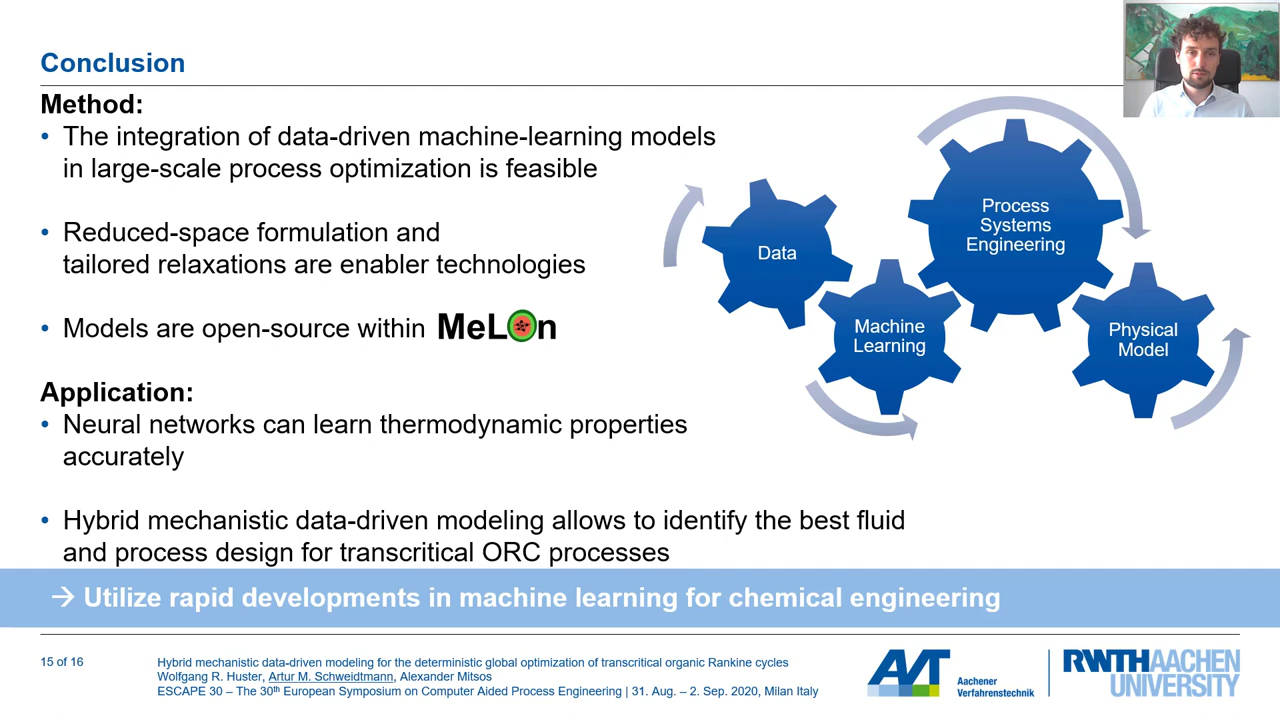 Conclusion
Method:
• The integration of data-driven machine-learning models
in large-scale process optimization is feasible
• Reduced-space formulation and
tailored relaxations are enabler technologies
• Models are open-source within MeLOn
Application:
• Neural networks can learn thermodynamic properties
accurately
• Hybrid mechanistic data-driven modeling allows to identify the best fluid
and process design for transcritical ORC processes
Data
Machine
Learning
Process
Systems
Engineering
Physical
Model
→ Utilize rapid developments in machine learning for chemical engineering
15 of 16
Hybrid mechanistic data-driven modeling for the deterministic global optimization of transcritical organic Rankine cycles
Wolfgang R. Huster, Artur M. Schweidtmann, Alexander Mitsos
ESCAPE 30 – The 30th European Symposium on Computer Aided Process Engineering | 31. Aug. – 2. Sep. 2020, Milan Italy
AVT
Aachener
Verfahrenstechnik
RWTHAACHEN
UNIVERSITY